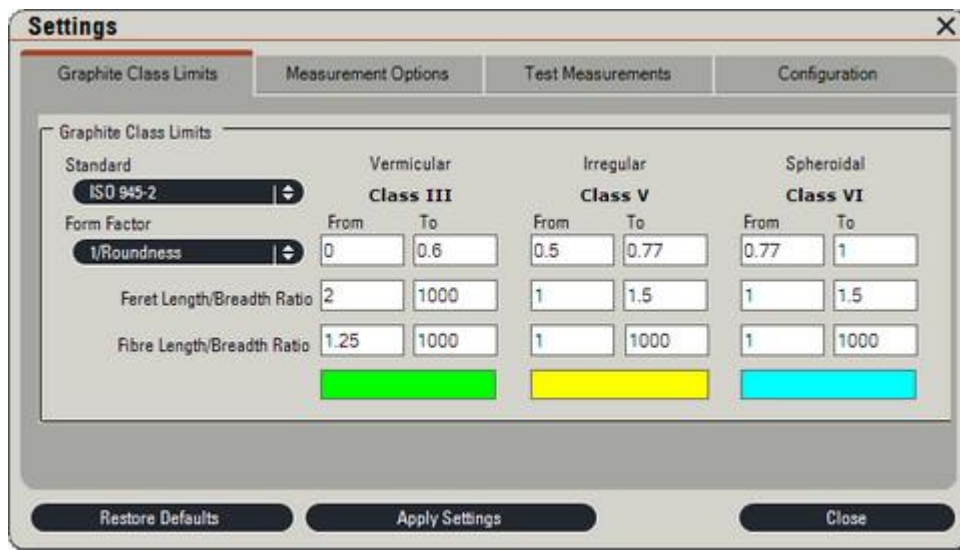 Settings
Graphite Class Limits Measurement Options Test Measurements Configuration
Graphite Class Limits
Standard Vermicular Irregular Spheroidal
ISO 945-2 Class III Class V Class VI
Form Factor From To From To From To
1/Roundness 0 0.6 0.5 0.77 0.77 1
Feret Length/Breadth Ratio 2 1000 1 1.5 1 1.5
Fibre Length/Breadth Ratio 1.25 1000 1 1000 1 1000
Restore Defaults Apply Settings Close